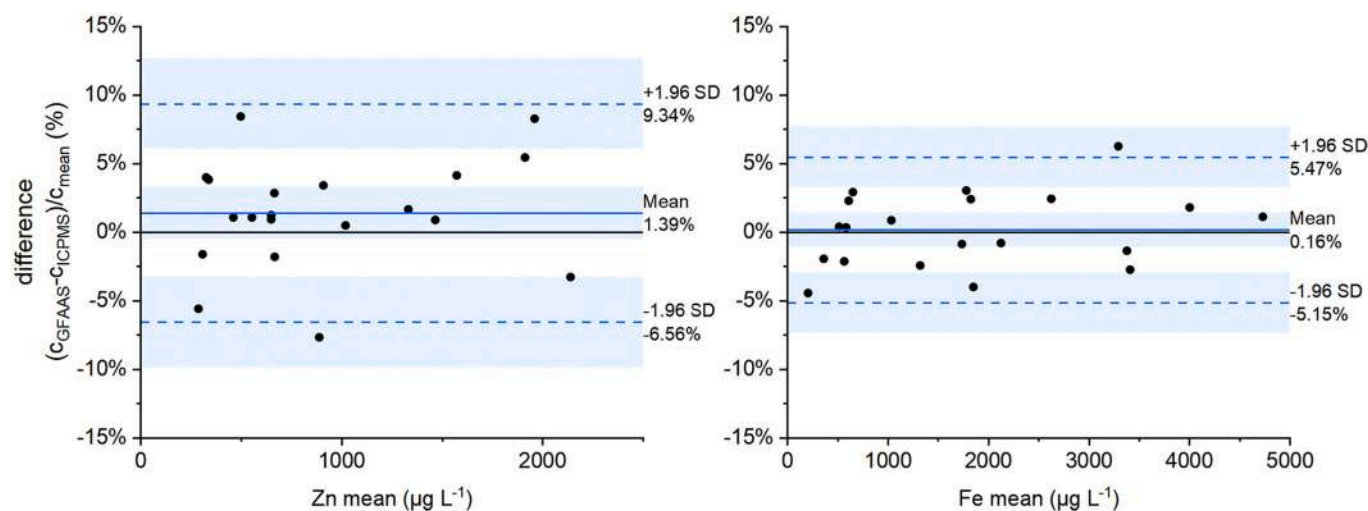 difference
(cGFAAS-cICPMS)/cmean (%)
15%
10%
5%
0%
-5%
-10%
-15%
0
1000
2000
Zn mean (µg L-1)
+1.96 SD
9.34%
Mean
1.39%
-1.96 SD
-6.56%
15%
10%
5%
0%
-5%
-10%
-15%
0
1000
2000
3000
4000
5000
Fe mean (µg L-1)
+1.96 SD
5.47%
Mean
0.16%
-1.96 SD
-5.15%